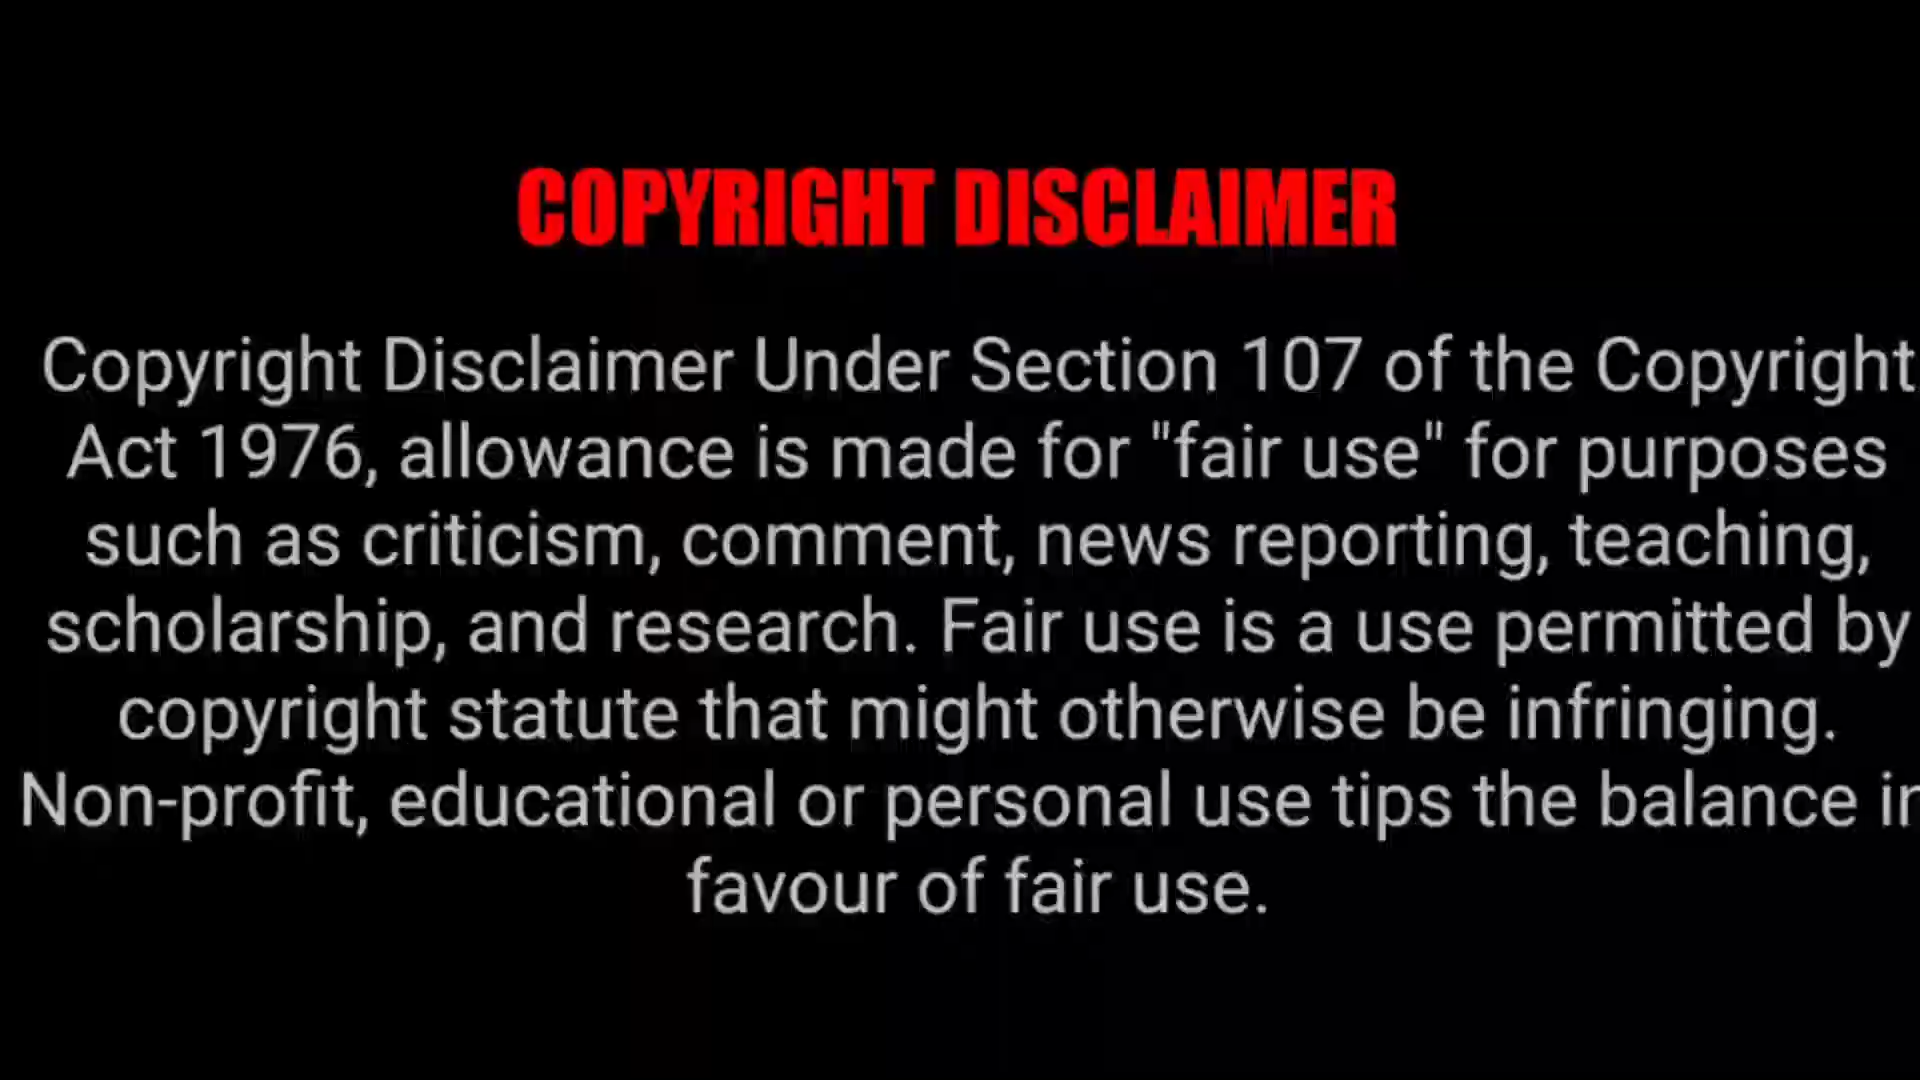 COPYRIGHT DISCLAIMER
Copyright Disclaimer Under Section 107 of the Copyright
Act 1976, allowance is made for "fair use" for purposes
such as criticism, comment, news reporting, teaching,
scholarship, and research. Fair use is a use permitted by
copyright statute that might otherwise be infringing.
Non-profit, educational or personal use tips the balance in
favour of fair use.